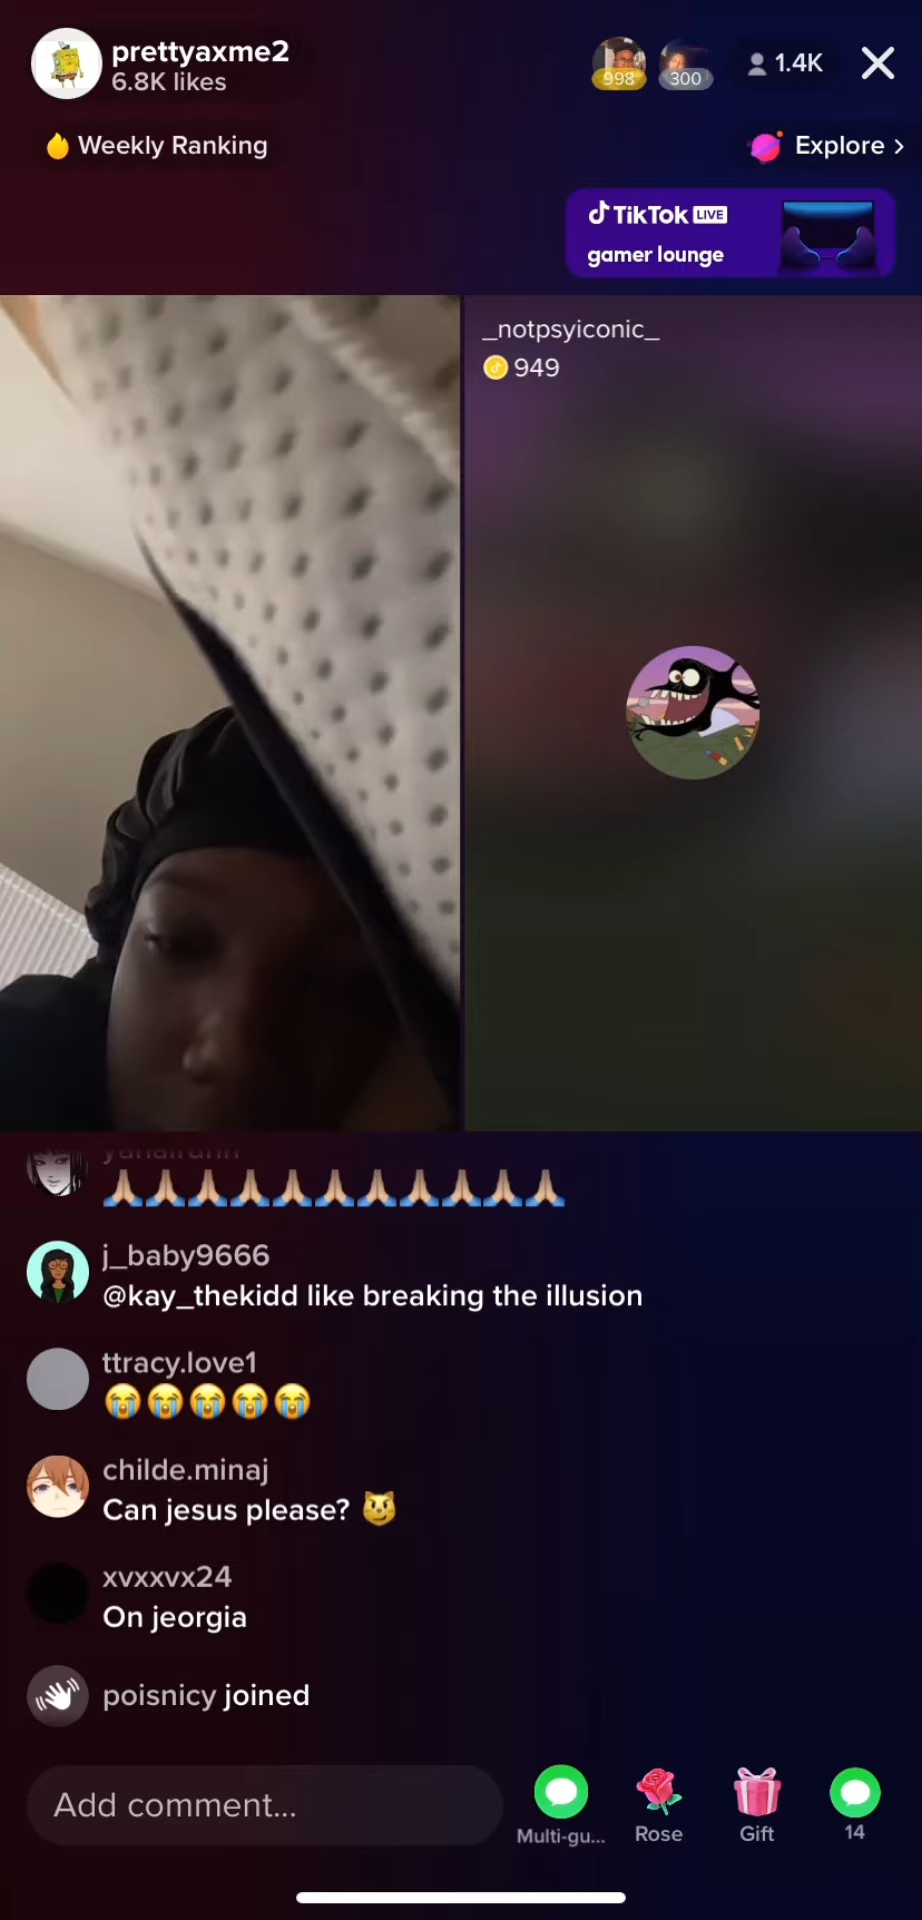 prettyaxme2
6.8K likes
998
300
1.4K
Weekly Ranking
Explore >
TikTok LIVE
gamer lounge
_notpsyiconic_
949
j_baby9666
@kay_thekidd like breaking the illusion
ttracy.love1
😭😭😭😭😭
childe.minaj
Can jesus please? 😼
xvxxvx24
On jeorgia
poisnicy joined
Add comment...
Multi-gu...
Rose
Gift
14